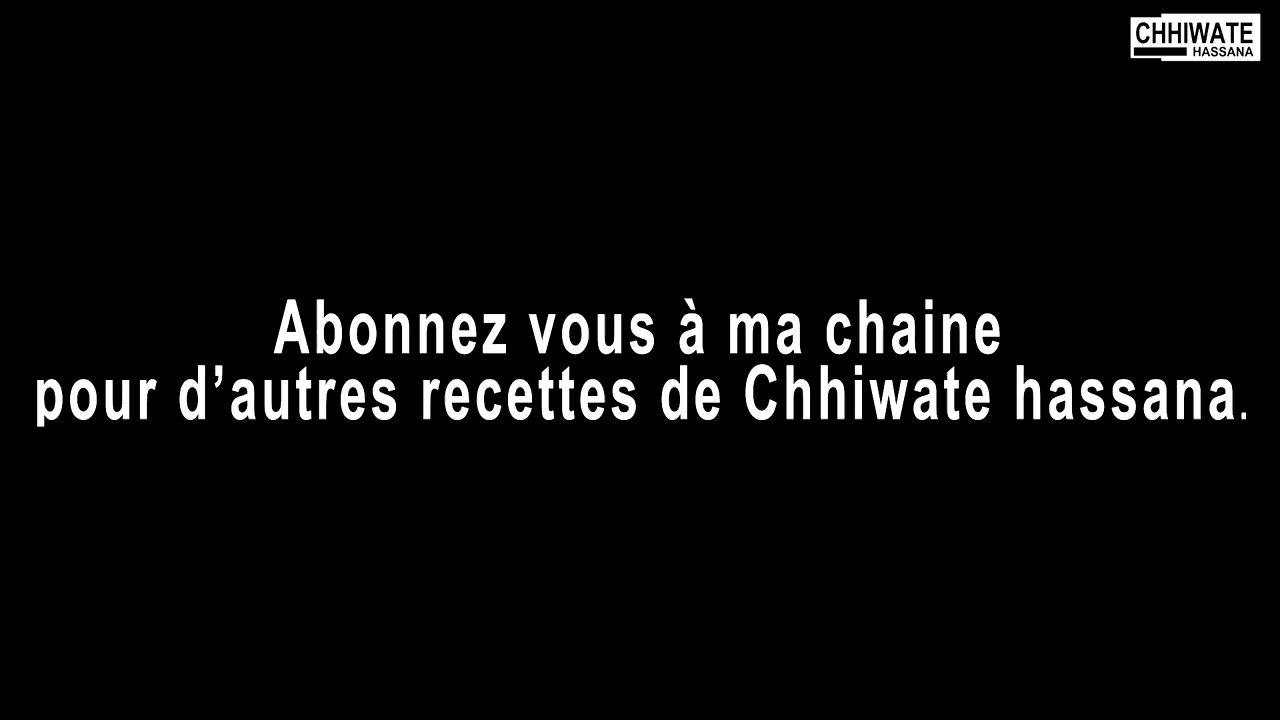 CHHIWATE
HASSANA
Abonnez vous à ma chaine
pour d’autres recettes de Chhiwate hassana.